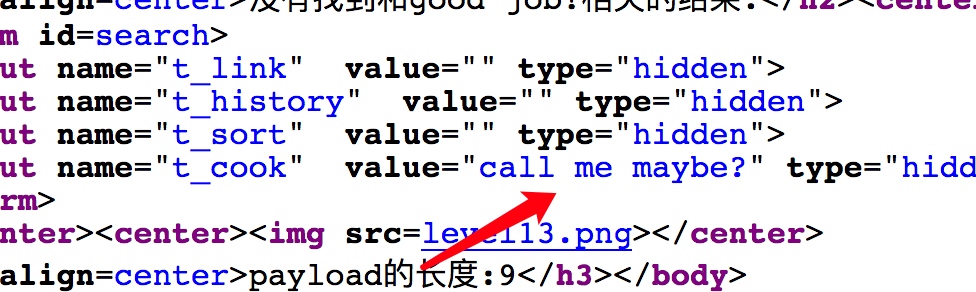 align=center>没有找到和good job!相关的结果.</h2><cente
m id=search>
ut name="t_link"  value="" type="hidden">
ut name="t_history"  value="" type="hidden">
ut name="t_sort"  value="" type="hidden">
ut name="t_cook"  value="call me maybe?" type="hidd
rm>
nter><center><img src=level13.png></center>
align=center>payload的长度:9</h3></body>